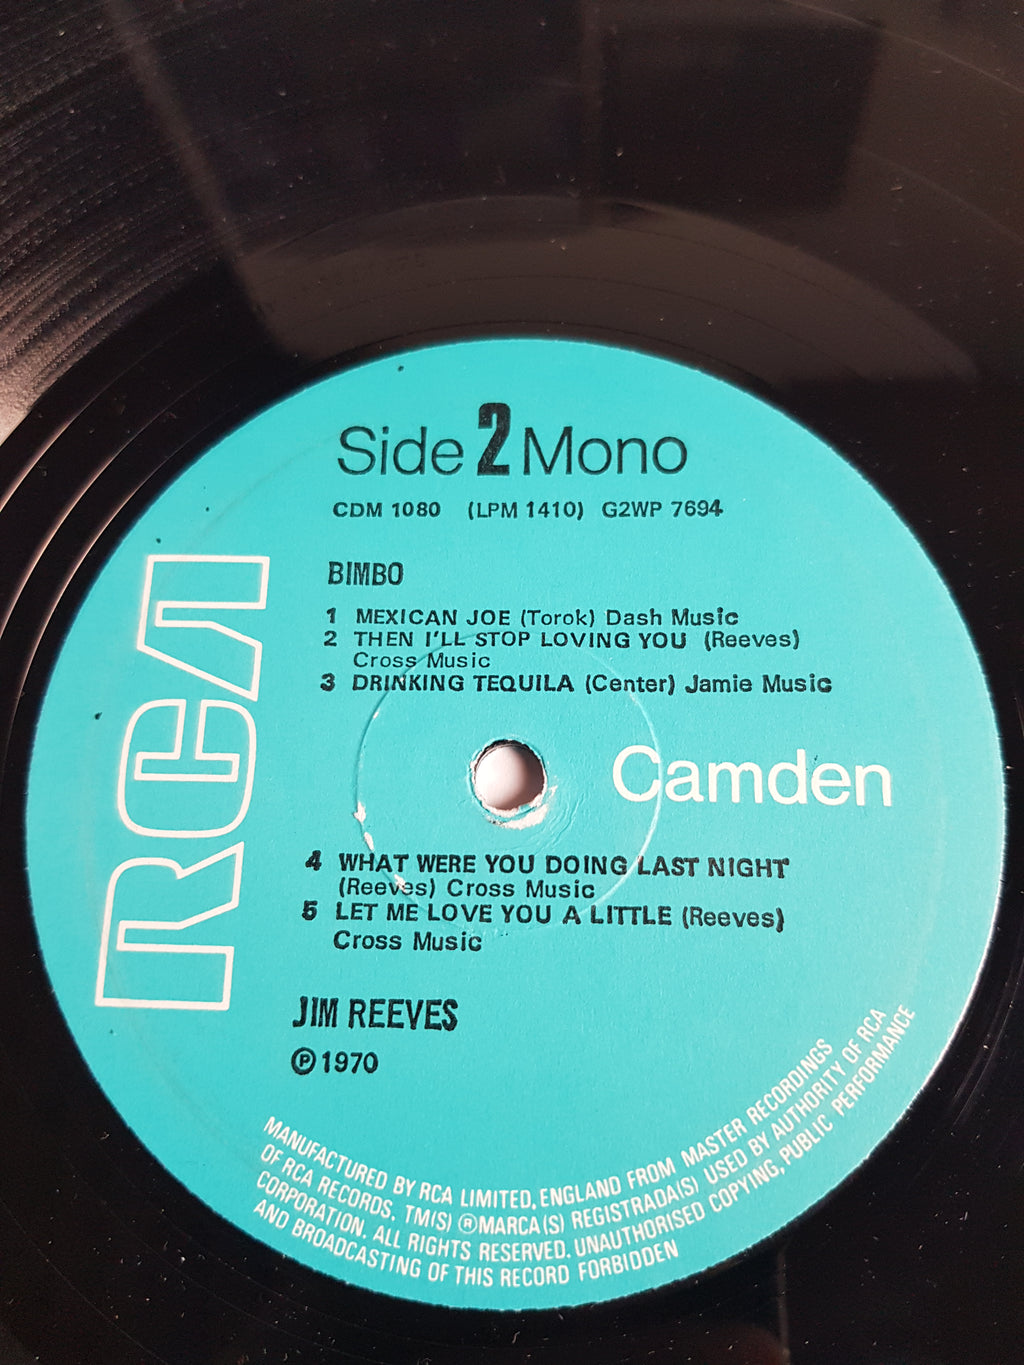 Side 2 Mono
CDM 1080 (LPM 1410) G2WP 7694
BIMBO
1 MEXICAN JOE (Torok) Dash Music
2 THEN I'LL STOP LOVING YOU (Reeves)
Cross Music
3 DRINKING TEQUILA (Center) Jamie Music
RCA
Camden
4 WHAT WERE YOU DOING LAST NIGHT
(Reeves) Cross Music
5 LET ME LOVE YOU A LITTLE (Reeves)
Cross Music
JIM REEVES
℗ 1970
MANUFACTURED BY RCA LIMITED, ENGLAND FROM MASTER RECORDINGS
OF RCA RECORDS. TM(S) ® MARCA(S) REGISTRADA(S) USED BY AUTHORITY OF RCA
CORPORATION. ALL RIGHTS RESERVED. UNAUTHORISED COPYING, PUBLIC PERFORMANCE
AND BROADCASTING OF THIS RECORD FORBIDDEN